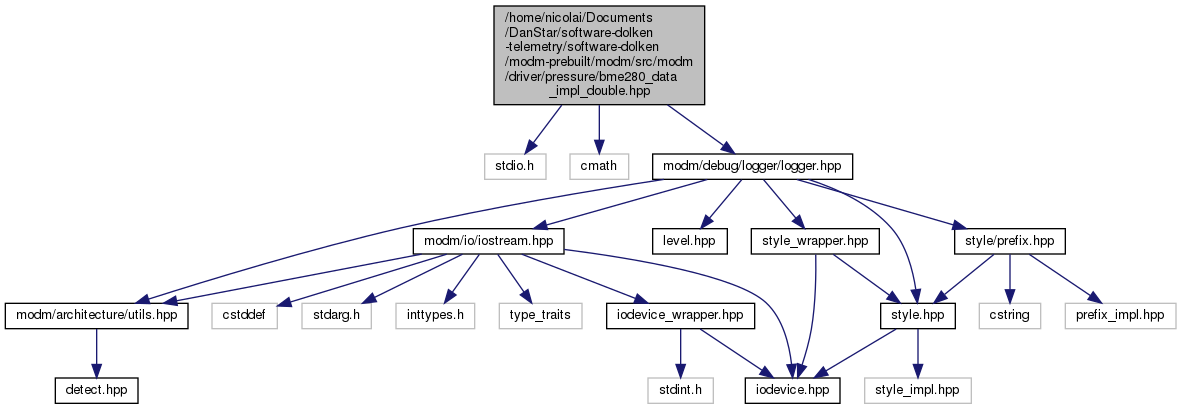 /home/nicolai/Documents
/DanStar/software-dolken
-telemetry/software-dolken
/modm-prebuilt/modm/src/modm
/driver/pressure/bme280_data
_impl_double.hpp
stdio.h
cmath
modm/debug/logger/logger.hpp
modm/io/iostream.hpp
level.hpp
style_wrapper.hpp
style/prefix.hpp
modm/architecture/utils.hpp
cstddef
stdarg.h
inttypes.h
type_traits
iodevice_wrapper.hpp
style.hpp
cstring
prefix_impl.hpp
detect.hpp
stdint.h
iodevice.hpp
style_impl.hpp